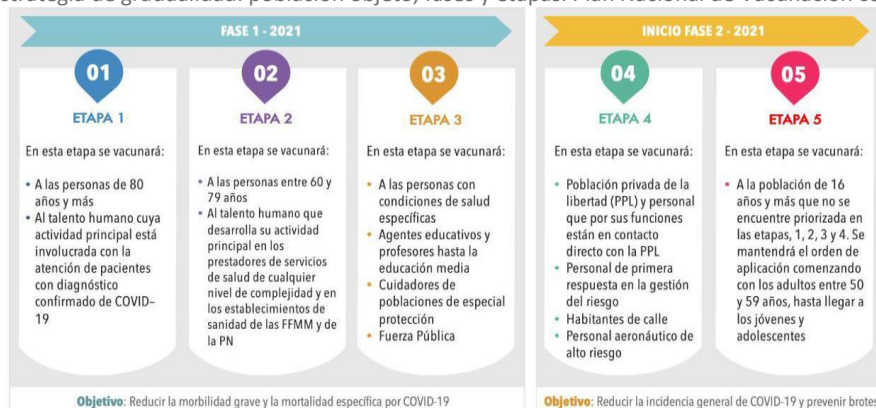 estrategia de gradualidad: población objeto, fases y etapas. Plan Nacional de Vacunación
FASE 1 - 2021
01
ETAPA 1
En esta etapa se vacunará:
• A las personas de 80
años y más
• Al talento humano cuya
actividad principal está
involucrada con la
atención de pacientes
con diagnóstico
confirmado de COVID–
19
02
ETAPA 2
En esta etapa se vacunará:
• A las personas entre 60 y
79 años
• Al talento humano que
desarrolla su actividad
principal en los
prestadores de servicios
de salud de cualquier
nivel de complejidad y en
los establecimientos de
sanidad de las FFMM y de
la PN
03
ETAPA 3
En esta etapa se vacunará:
• A las personas con
condiciones de salud
específicas
• Agentes educativos y
profesores hasta la
educación media
• Cuidadores de
poblaciones de especial
protección
• Fuerza Pública
Objetivo: Reducir la morbilidad grave y la mortalidad específica por COVID-19
INICIO FASE 2 - 2021
04
ETAPA 4
En esta etapa se vacunará:
• Población privada de la
libertad (PPL) y personal
que por sus funciones
están en contacto
directo con la PPL
• Personal de primera
respuesta en la gestión
del riesgo
• Habitantes de calle
• Personal aeronáutico de
alto riesgo
05
ETAPA 5
En esta etapa se vacunará:
• A la población de 16
años y más que no se
encuentre priorizada en
las etapas, 1, 2, 3 y 4. Se
mantendrá el orden de
aplicación comenzando
con los adultos entre 50
y 59 años, hasta llegar a
los jóvenes y
adolescentes
Objetivo: Reducir la incidencia general de COVID-19 y prevenir brotes